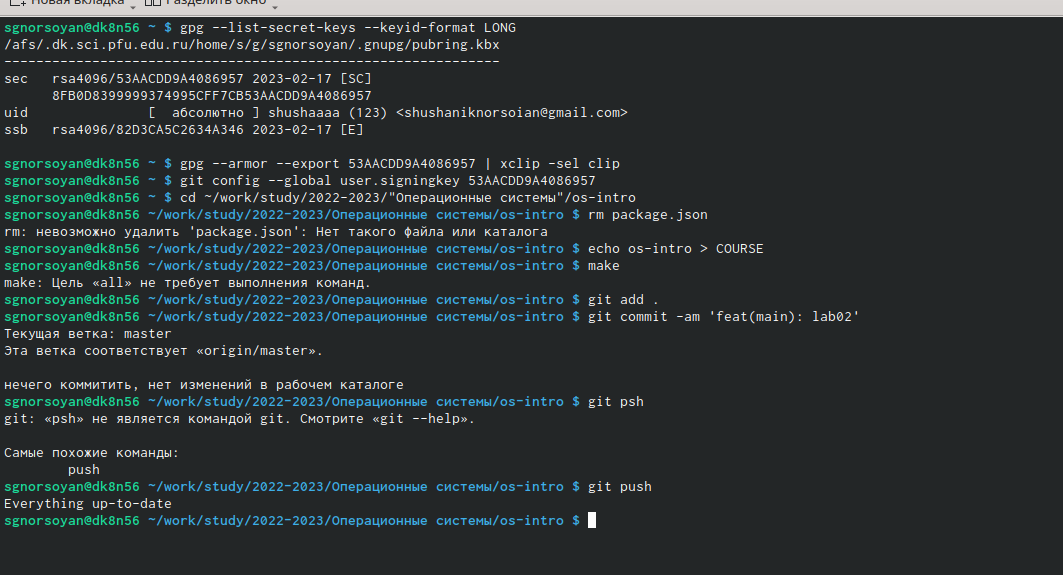 Новая вкладка Разделить окно
sgnorsoyan@dk8n56 ~ $ gpg --list-secret-keys --keyid-format LONG
/afs/.dk.sci.pfu.edu.ru/home/s/g/sgnorsoyan/.gnupg/pubring.kbx
--------------------------------------------------------------
sec   rsa4096/53AACDD9A4086957 2023-02-17 [SC]
      8FB0D8399999374995CFF7CB53AACDD9A4086957
uid               [  абсолютно ] shushaaaa (123) <shushaniknorsoian@gmail.com>
ssb   rsa4096/82D3CA5C2634A346 2023-02-17 [E]
sgnorsoyan@dk8n56 ~ $ gpg --armor --export 53AACDD9A4086957 | xclip -sel clip
sgnorsoyan@dk8n56 ~ $ git config --global user.signingkey 53AACDD9A4086957
sgnorsoyan@dk8n56 ~ $ cd ~/work/study/2022-2023/"Операционные системы"/os-intro
sgnorsoyan@dk8n56 ~/work/study/2022-2023/Операционные системы/os-intro $ rm package.json
rm: невозможно удалить 'package.json': Нет такого файла или каталога
sgnorsoyan@dk8n56 ~/work/study/2022-2023/Операционные системы/os-intro $ echo os-intro > COURSE
sgnorsoyan@dk8n56 ~/work/study/2022-2023/Операционные системы/os-intro $ make
make: Цель «all» не требует выполнения команд.
sgnorsoyan@dk8n56 ~/work/study/2022-2023/Операционные системы/os-intro $ git add .
sgnorsoyan@dk8n56 ~/work/study/2022-2023/Операционные системы/os-intro $ git commit -am 'feat(main): lab02'
Текущая ветка: master
Эта ветка соответствует «origin/master».
нечего коммитить, нет изменений в рабочем каталоге
sgnorsoyan@dk8n56 ~/work/study/2022-2023/Операционные системы/os-intro $ git psh
git: «psh» не является командой git. Смотрите «git --help».
Самые похожие команды:
        push
sgnorsoyan@dk8n56 ~/work/study/2022-2023/Операционные системы/os-intro $ git push
Everything up-to-date
sgnorsoyan@dk8n56 ~/work/study/2022-2023/Операционные системы/os-intro $